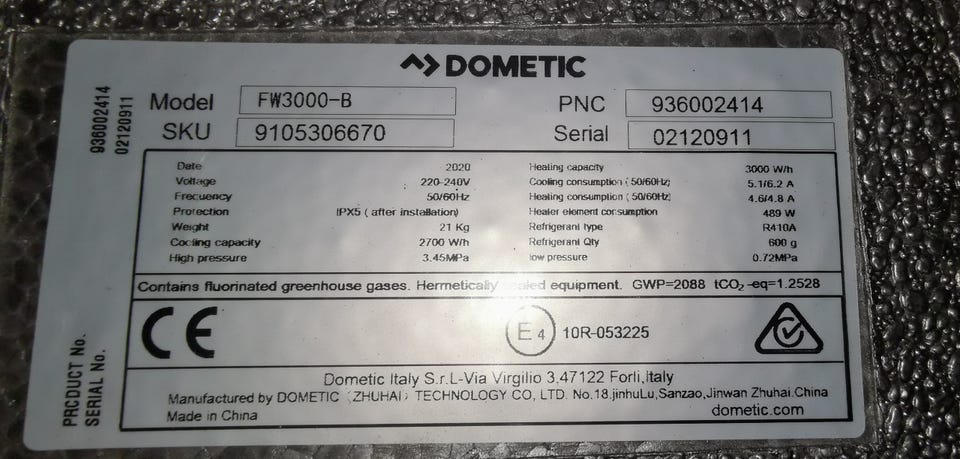 DOMETIC
Model FW3000-B PNC 936002414
SKU 9105306670 Serial 02120911
Date 2020 Healing capacity 3000 W/h
Voltage 220-240V Cooling consumption ( 50/60Hz) 5.1/6.2 A
Frecuency 50/60Hz Healing consumption ( 50/60Hz) 4.6/4.8 A
Protection IPX5 ( after installation) Healer element consumption 489 W
Weight 21 Kg Refrigerant type R410A
Cooling capacity 2700 W/h Refrigerant Qty 600 g
High pressure 3.45MPa low pressure 0.72MPa
Contains fluorinated greenhouse gases. Hermetically sealed equipment. GWP=2088 tCO₂-eq=1.2528
CE E4 10R-053225
Dometic Italy S.r.L-Via Virgilio 3,47122 Forli,Italy
Manufactured by DOMETIC (ZHUHAI) TECHNOLOGY CO, LTD. No.18,jinhuLu,Sanzao,Jinwan Zhuhai.China
Made in China dometic.com
PRODUCT No. 936002414
SERIAL No. 02120911